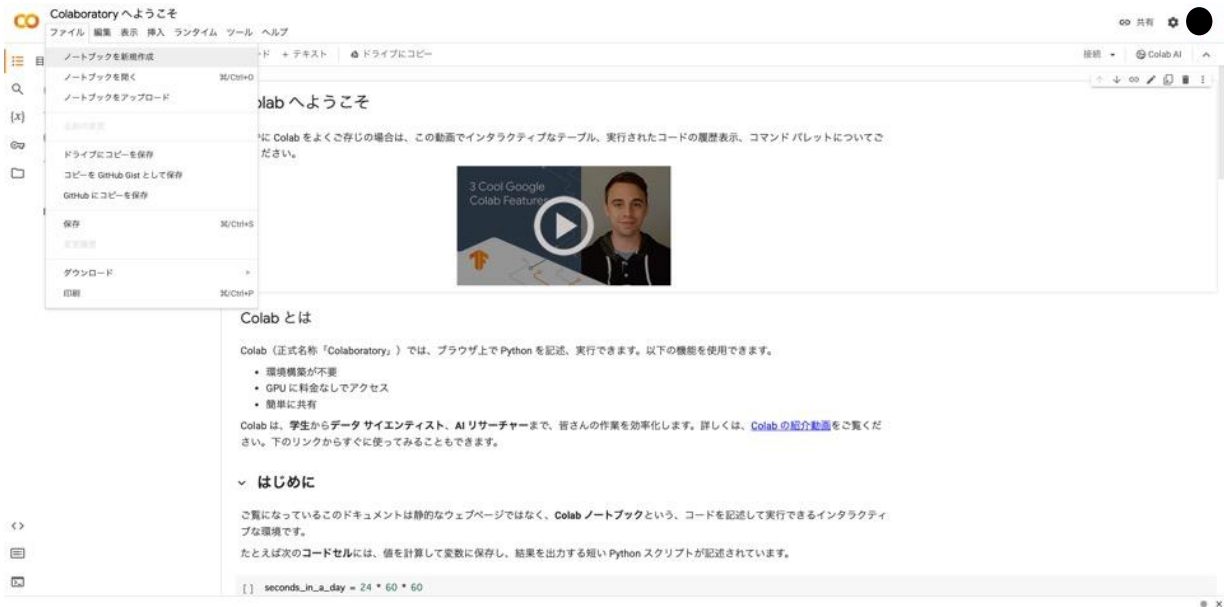 Colaboratory へようこそ
ファイル 編集 表示 挿入 ランタイム ツール ヘルプ
共有
ド + テキスト ドライブにコピー
接続 Colab AI
ノートブックを新規作成
ノートブックを開く ⌘/Ctrl+O
ノートブックをアップロード
名前の変更
ドライブにコピーを保存
コピーを GitHub Gist として保存
GitHub にコピーを保存
保存 ⌘/Ctrl+S
変更履歴
ダウンロード
印刷 ⌘/Ctrl+P
olab へようこそ
に Colab をよくご存じの場合は、この動画でインタラクティブなテーブル、実行されたコードの履歴表示、コマンド パレットについてご
ださい。
3 Cool Google
Colab Features
Colab とは
Colab(正式名称「Colaboratory」)では、ブラウザ上で Python を記述、実行できます。以下の機能を使用できます。
• 環境構築が不要
• GPU に料金なしでアクセス
• 簡単に共有
Colab は、学生からデータ サイエンティスト、AI リサーチャーまで、皆さんの作業を効率化します。詳しくは、Colab の紹介動画をご覧くだ
さい。下のリンクからすぐに使ってみることもできます。
はじめに
ご覧になっているこのドキュメントは静的なウェブページではなく、Colab ノートブックという、コードを記述して実行できるインタラクティ
ブな環境です。
たとえば次のコードセルには、値を計算して変数に保存し、結果を出力する短い Python スクリプトが記述されています。
[ ] seconds_in_a_day = 24 * 60 * 60